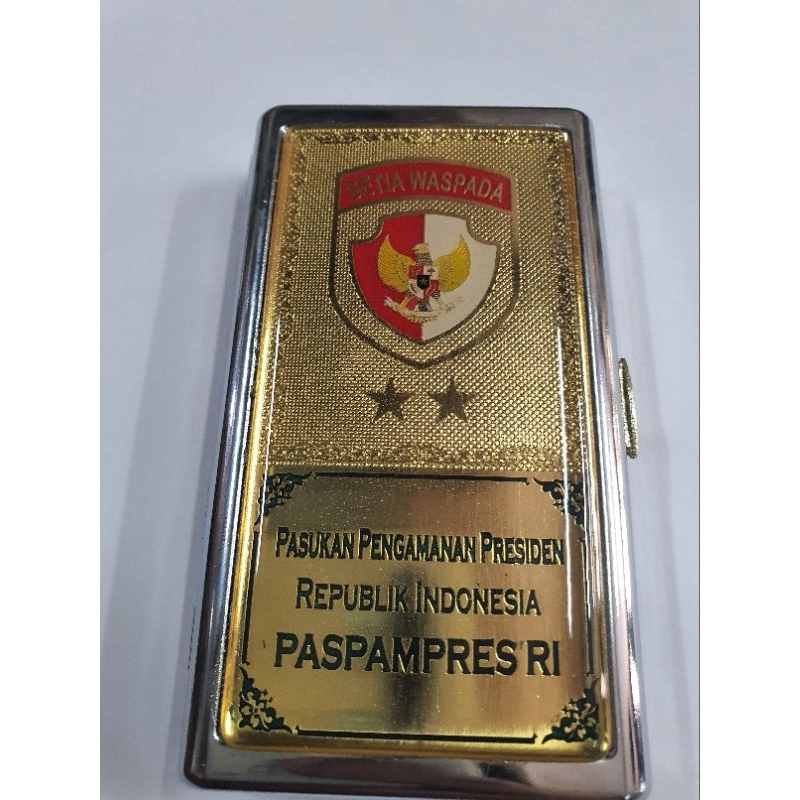 SETIA WASPADA
PASUKAN PENGAMANAN PRESIDEN
REPUBLIK INDONESIA
PASPAMPRES RI